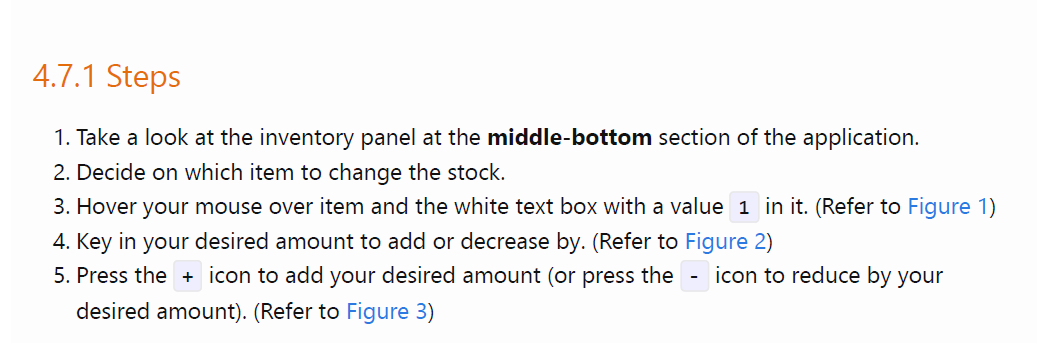 4.7.1 Steps
1. Take a look at the inventory panel at the middle-bottom section of the application.
2. Decide on which item to change the stock.
3. Hover your mouse over item and the white text box with a value 1 in it. (Refer to Figure 1)
4. Key in your desired amount to add or decrease by. (Refer to Figure 2)
5. Press the + icon to add your desired amount (or press the - icon to reduce by your
desired amount). (Refer to Figure 3)